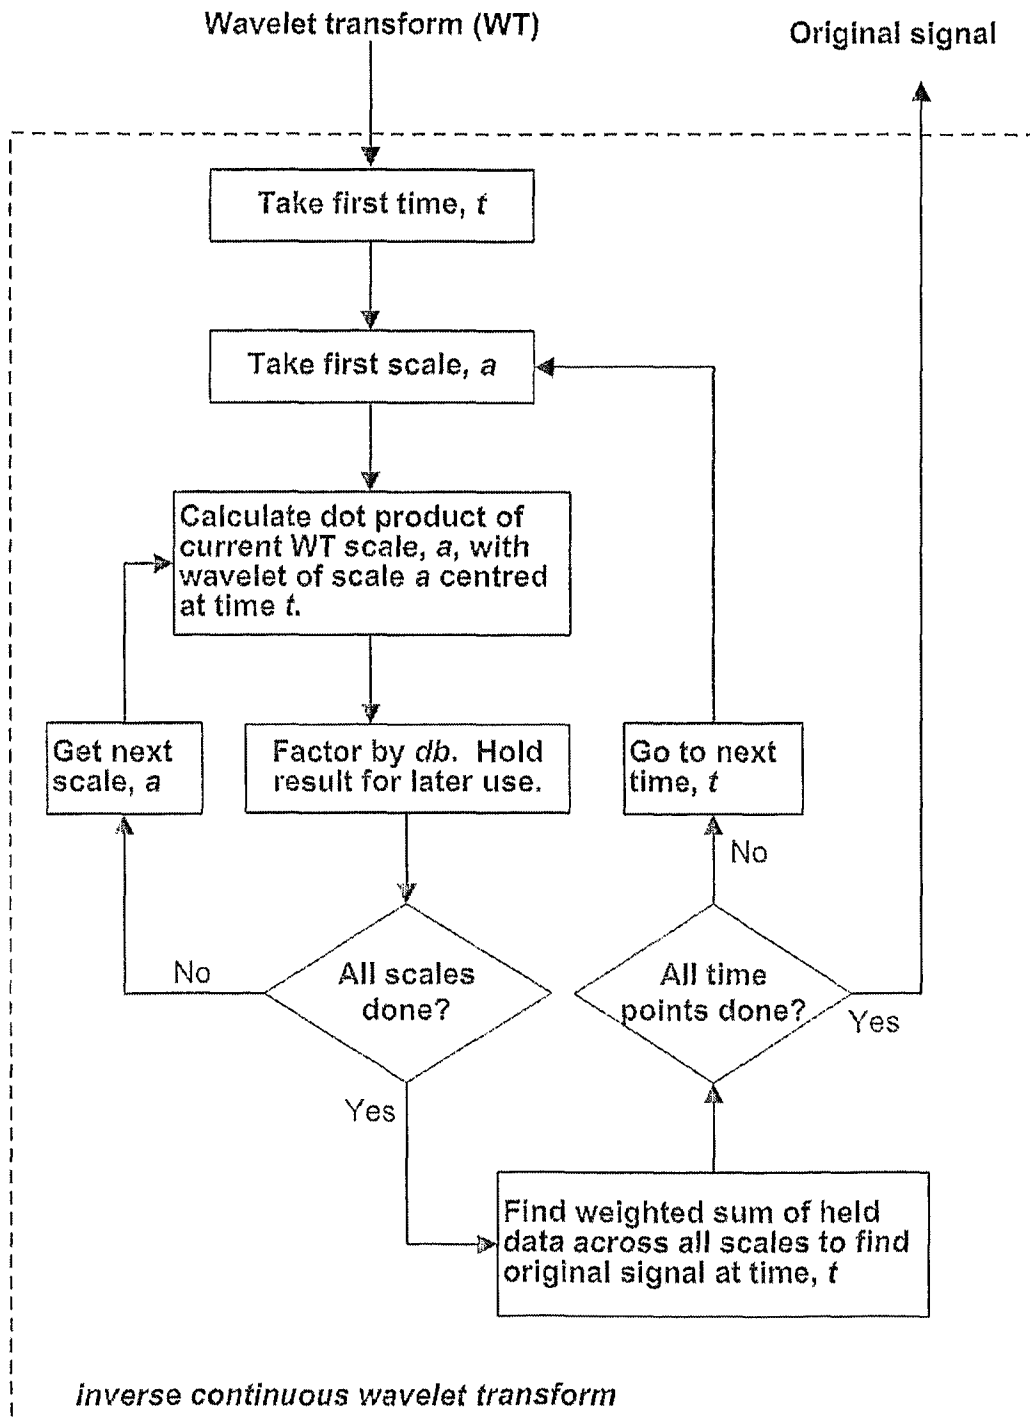 Wavelet transform (WT)
Original signal
Take first time, t
Take first scale, a
Calculate dot product of
current WT scale, a, with
wavelet of scale a centred
at time t.
Get next
scale, a
Factor by db. Hold
result for later use.
Go to next
time, t
No
No
All scales
done?
All time
points done?
Yes
Yes
Find weighted sum of held
data across all scales to find
original signal at time, t
inverse continuous wavelet transform